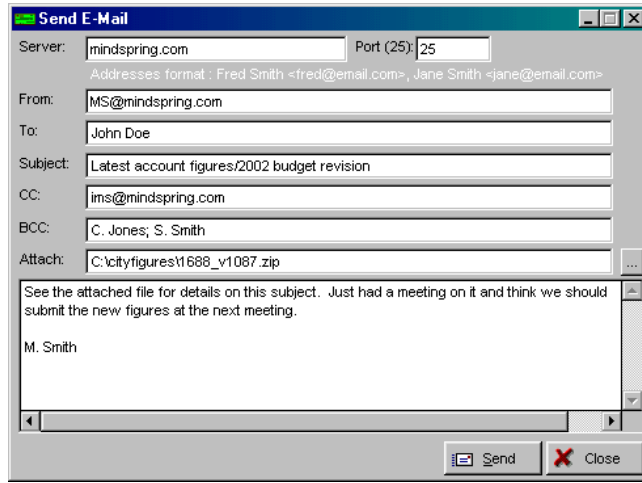 Send E-Mail
Server: mindspring.com Port (25): 25
Addresses format : Fred Smith <fred@email.com>, Jane Smith <jane@email.com>
From: MS@mindspring.com
To: John Doe
Subject: Latest account figures/2002 budget revision
CC: ims@mindspring.com
BCC: C. Jones; S. Smith
Attach: C:\cityfigures\1688_v1087.zip ...
See the attached file for details on this subject.  Just had a meeting on it and think we should
submit the new figures at the next meeting.
M. Smith
Send Close